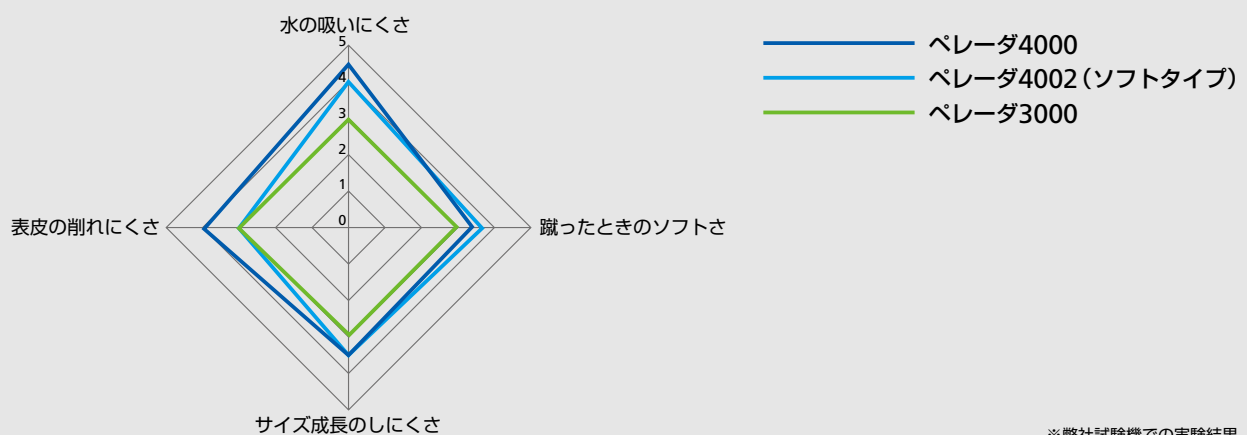 水の吸いにくさ
5
4
3
2
1
0
表皮の削れにくさ
蹴ったときのソフトさ
サイズ成長のしにくさ
ペレーダ4000
ペレーダ4002（ソフトタイプ）
ペレーダ3000
※弊社試験機での実験結果